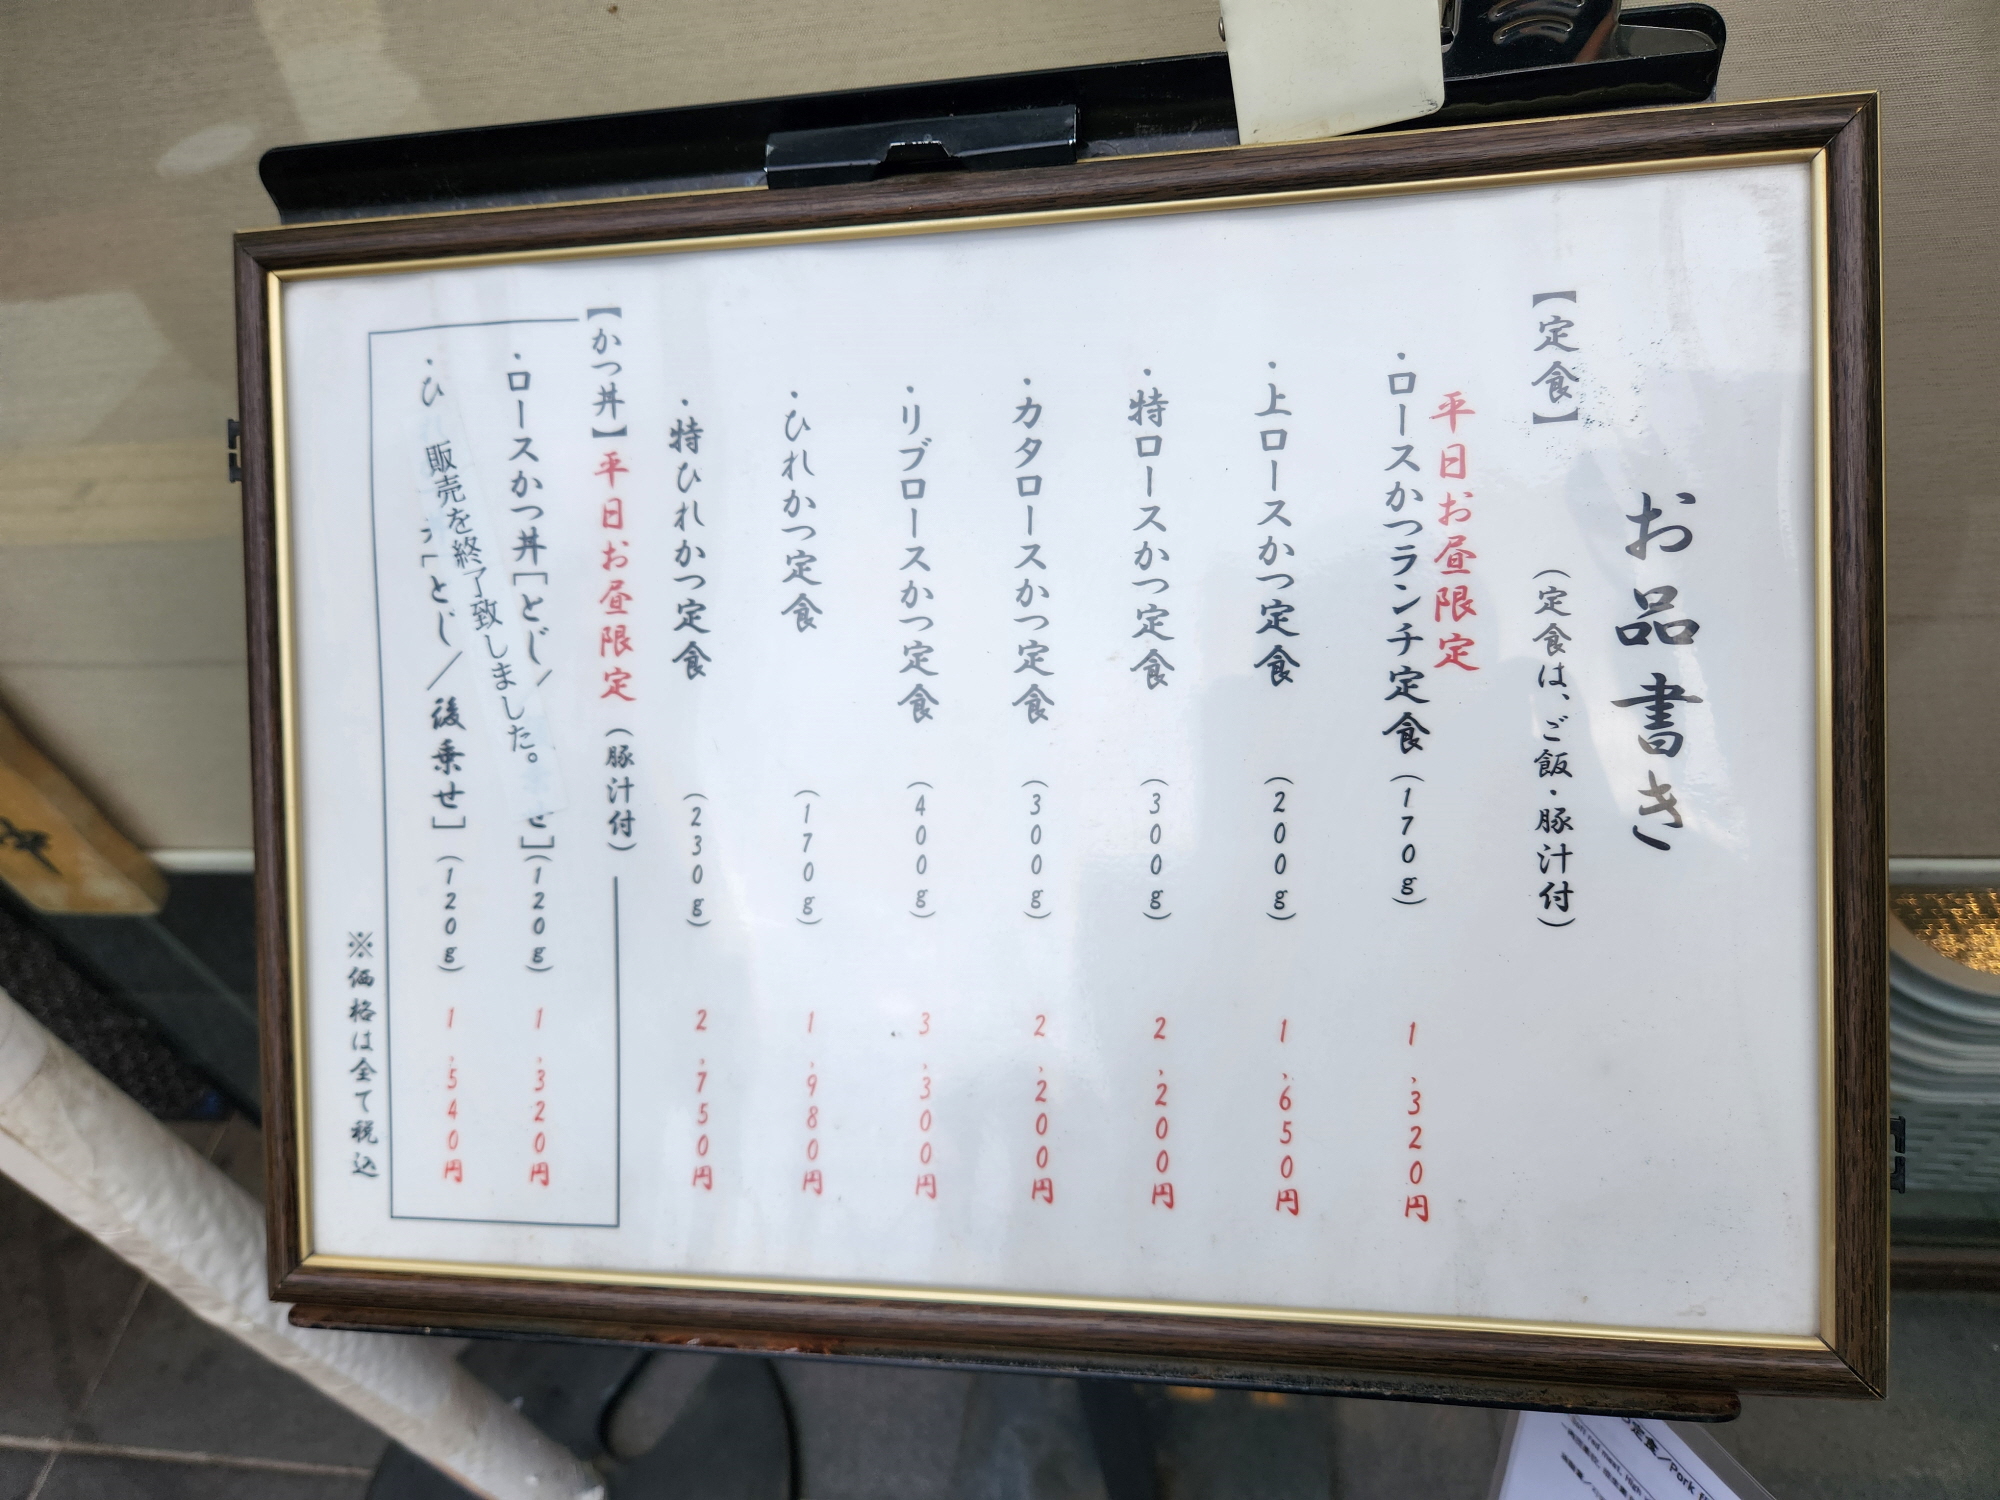 お品書き
【定食】 (定食は、ご飯・豚汁付)
平日お昼限定
・ロースかつランチ定食 (170g) 1,320円
・上ロースかつ定食 (200g) 1,650円
・特ロースかつ定食 (300g) 2,200円
・カタロースかつ定食 (300g) 2,200円
・リブロースかつ定食 (400g) 3,300円
・ひれかつ定食 (170g) 1,980円
・特ひれかつ定食 (230g) 2,750円
【かつ丼】平日お昼限定 (豚汁付)
・ロースかつ丼[とじ/ せ](120g) 1,320円
販売を終了致しました。
・ひ [とじ/後乗せ](120g) 1,540円
※価格は全て税込
定食/Pork